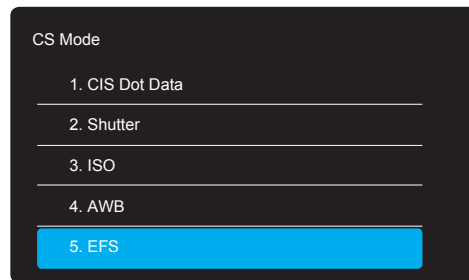 CS Mode
1. CIS Dot Data
2. Shutter
3. ISO
4. AWB
5. EFS